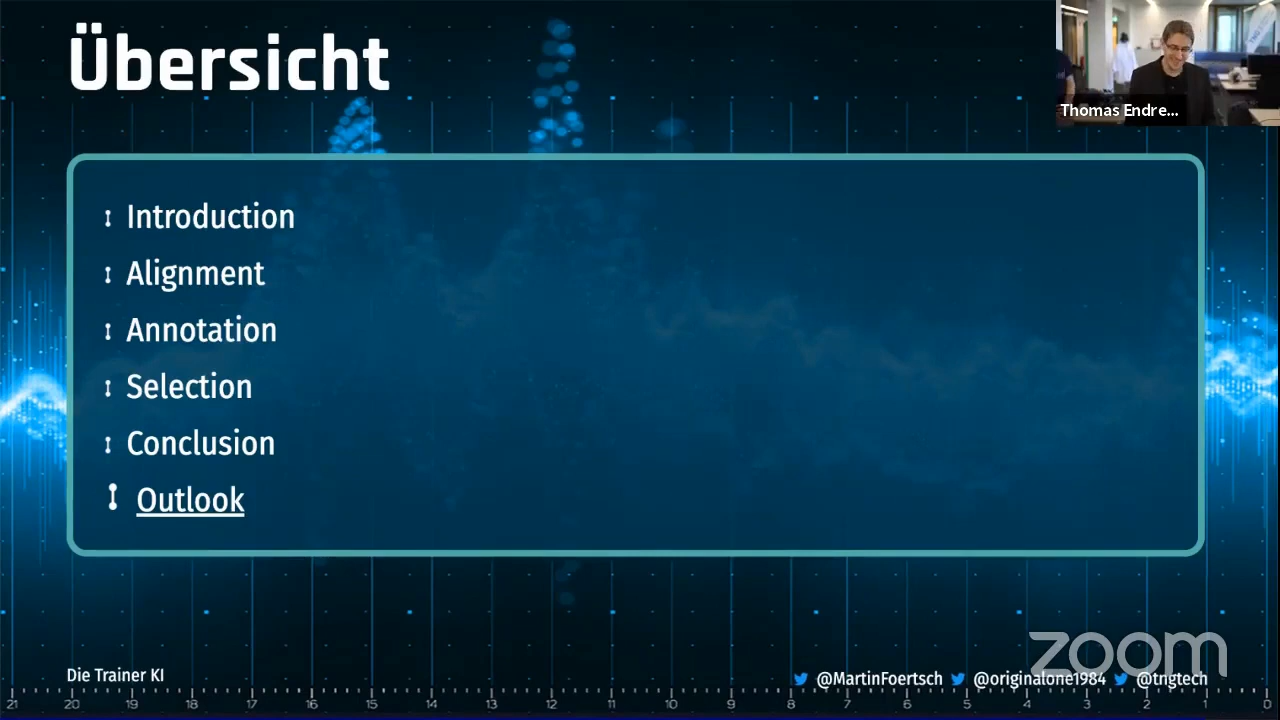 Übersicht
Thomas Endre...
Introduction
Alignment
Annotation
Selection
Conclusion
Outlook
zoom
Die Trainer KI
@MartinFoertsch @originalone1984 @tngtech
21 20 19 18 17 16 15 14 13 12 11 10 9 8 7 6 5 4 3 2 1 0